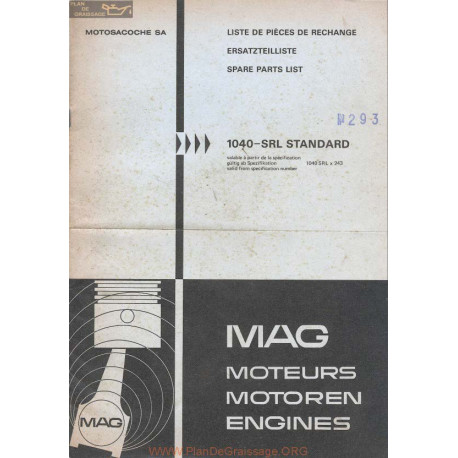 PLAN
DE
GRAISSAGE
MOTOSACOCHE SA
LISTE DE PIÈCES DE RECHANGE
ERSATZTEILLISTE
SPARE PARTS LIST
№293
1040-SRL STANDARD
valable à partir de la spécification
gültig ab Spezifikation 1040 SRL x 243
valid from specification number
MAG
MOTEURS
MOTOREN
ENGINES
MAG
www.PlanDeGraissage.ORG